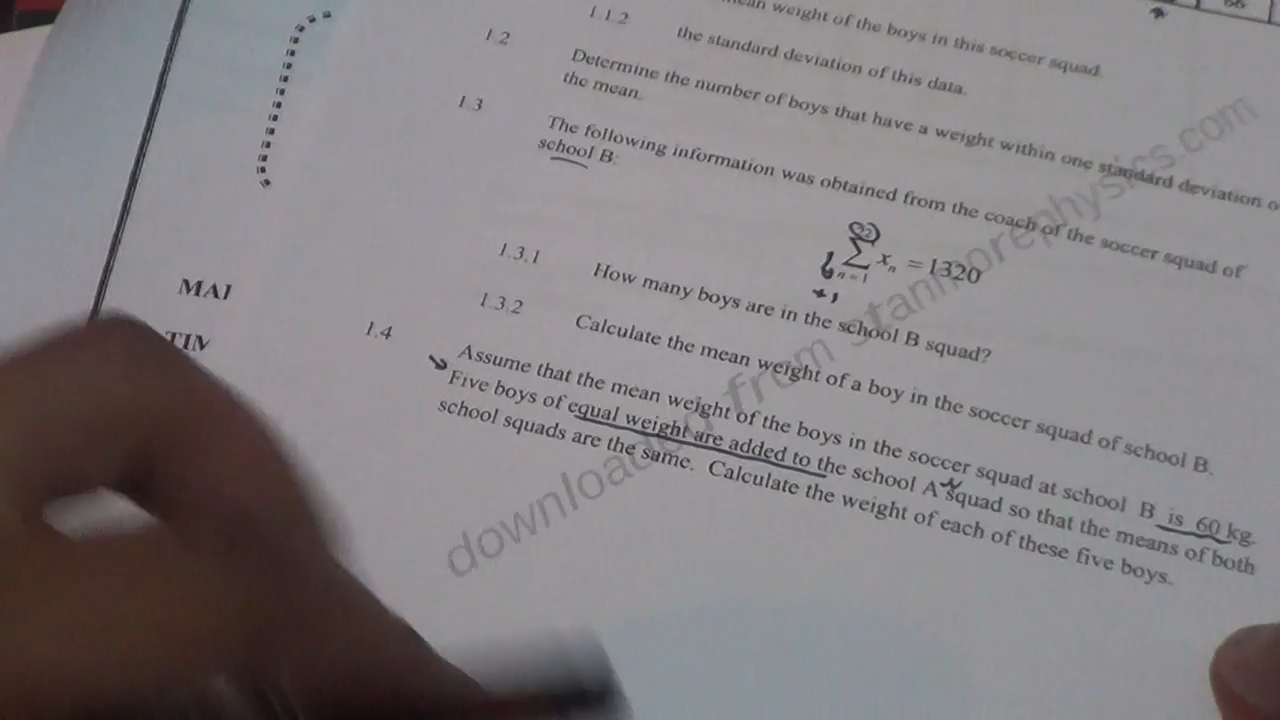 weight of the boys in this soccer squad.
1.1.2 the standard deviation of this data.
1.2 Determine the number of boys that have a weight within one standard deviation
the mean.
1.3 The following information was obtained from the coach of the soccer squad of
school B:
∑ xₙ = 1320
n=1
1.3.1 How many boys are in the school B squad?
1.3.2 Calculate the mean weight of a boy in the soccer squad of school B.
1.4 Assume that the mean weight of the boys in the soccer squad at school B is 60 kg.
Five boys of equal weight are added to the school A squad so that the means of both
school squads are the same. Calculate the weight of each of these five boys.
downloaded from stanmorephysics.com